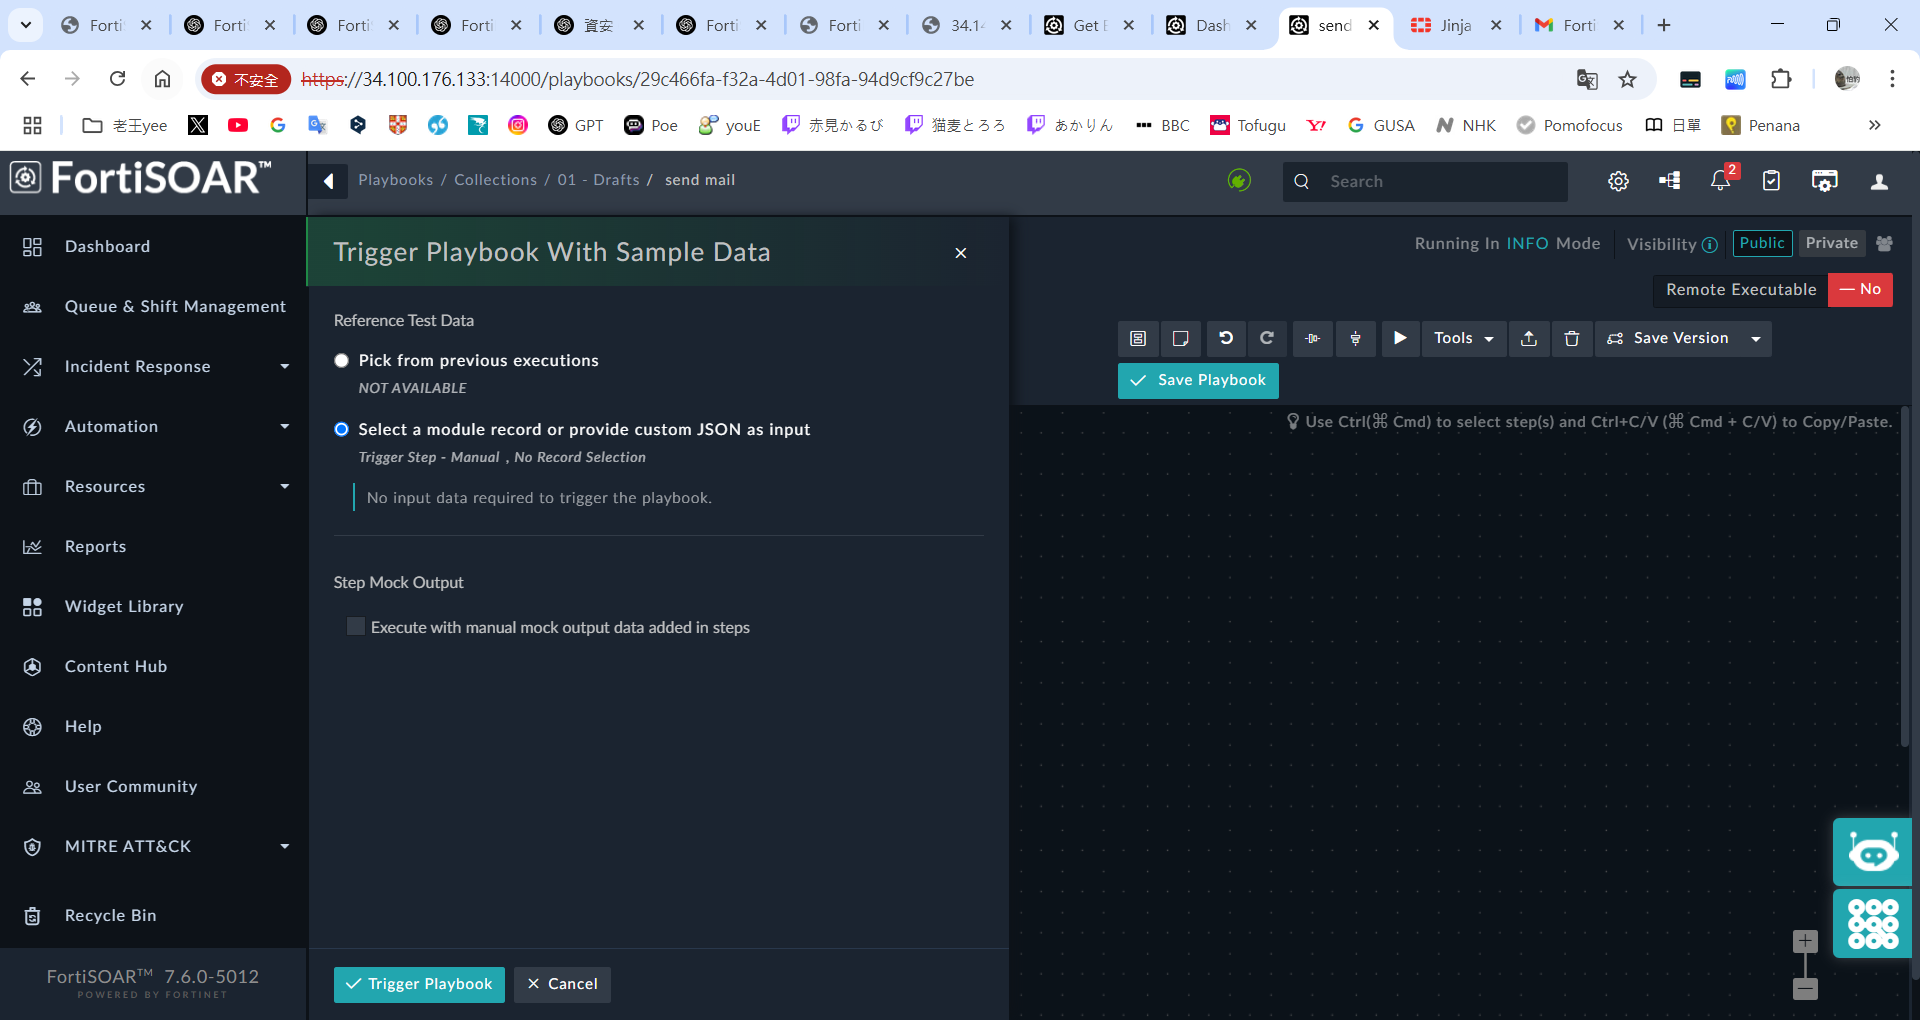 Forti
Forti
Forti
Forti
資安
Forti
Forti
34.14
Get E
Dash
send
Jinja
Forti
不安全
https://34.100.176.133:14000/playbooks/29c466fa-f32a-4d01-98fa-94d9cf9c27be
老王yee
GPT
Poe
youE
赤見かるび
猫麦とろろ
あかりん
BBC
Tofugu
GUSA
NHK
Pomofocus
日單
Penana
FortiSOAR™
Playbooks / Collections / 01 - Drafts / send mail
Search
2
Dashboard
Queue & Shift Management
Incident Response
Automation
Resources
Reports
Widget Library
Content Hub
Help
User Community
MITRE ATT&CK
Recycle Bin
FortiSOAR™ 7.6.0-5012
POWERED BY FORTINET
Trigger Playbook With Sample Data
Reference Test Data
Pick from previous executions
NOT AVAILABLE
Select a module record or provide custom JSON as input
Trigger Step - Manual , No Record Selection
No input data required to trigger the playbook.
Step Mock Output
Execute with manual mock output data added in steps
Trigger Playbook
Cancel
Running In INFO Mode
Visibility
Public
Private
Remote Executable
No
Tools
Save Version
Save Playbook
Use Ctrl(⌘ Cmd) to select step(s) and Ctrl+C/V (⌘ Cmd + C/V) to Copy/Paste.